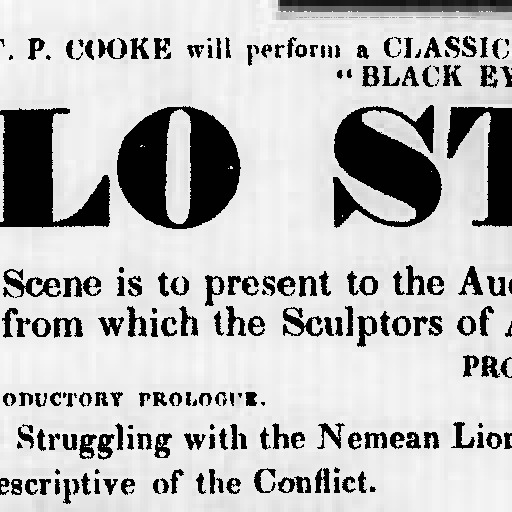 T. P. COOKE will perform a CLASSIC
“ BLACK EY
LO ST
Scene is to present to the Au
from which the Sculptors of A
PRO
ODUCTORY PROLOGUE.
Struggling with the Nemean Lion
escriptive of the Conflict.